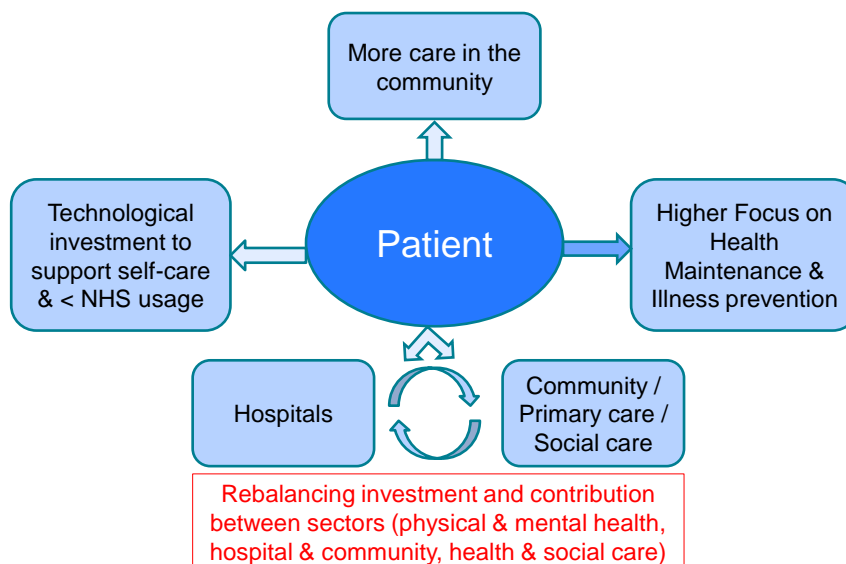 More care in the
community
Technological
investment to
support self-care
& < NHS usage
Patient
Higher Focus on
Health
Maintenance &
Illness prevention
Hospitals
Community /
Primary care /
Social care
Rebalancing investment and contribution
between sectors (physical & mental health,
hospital & community, health & social care)